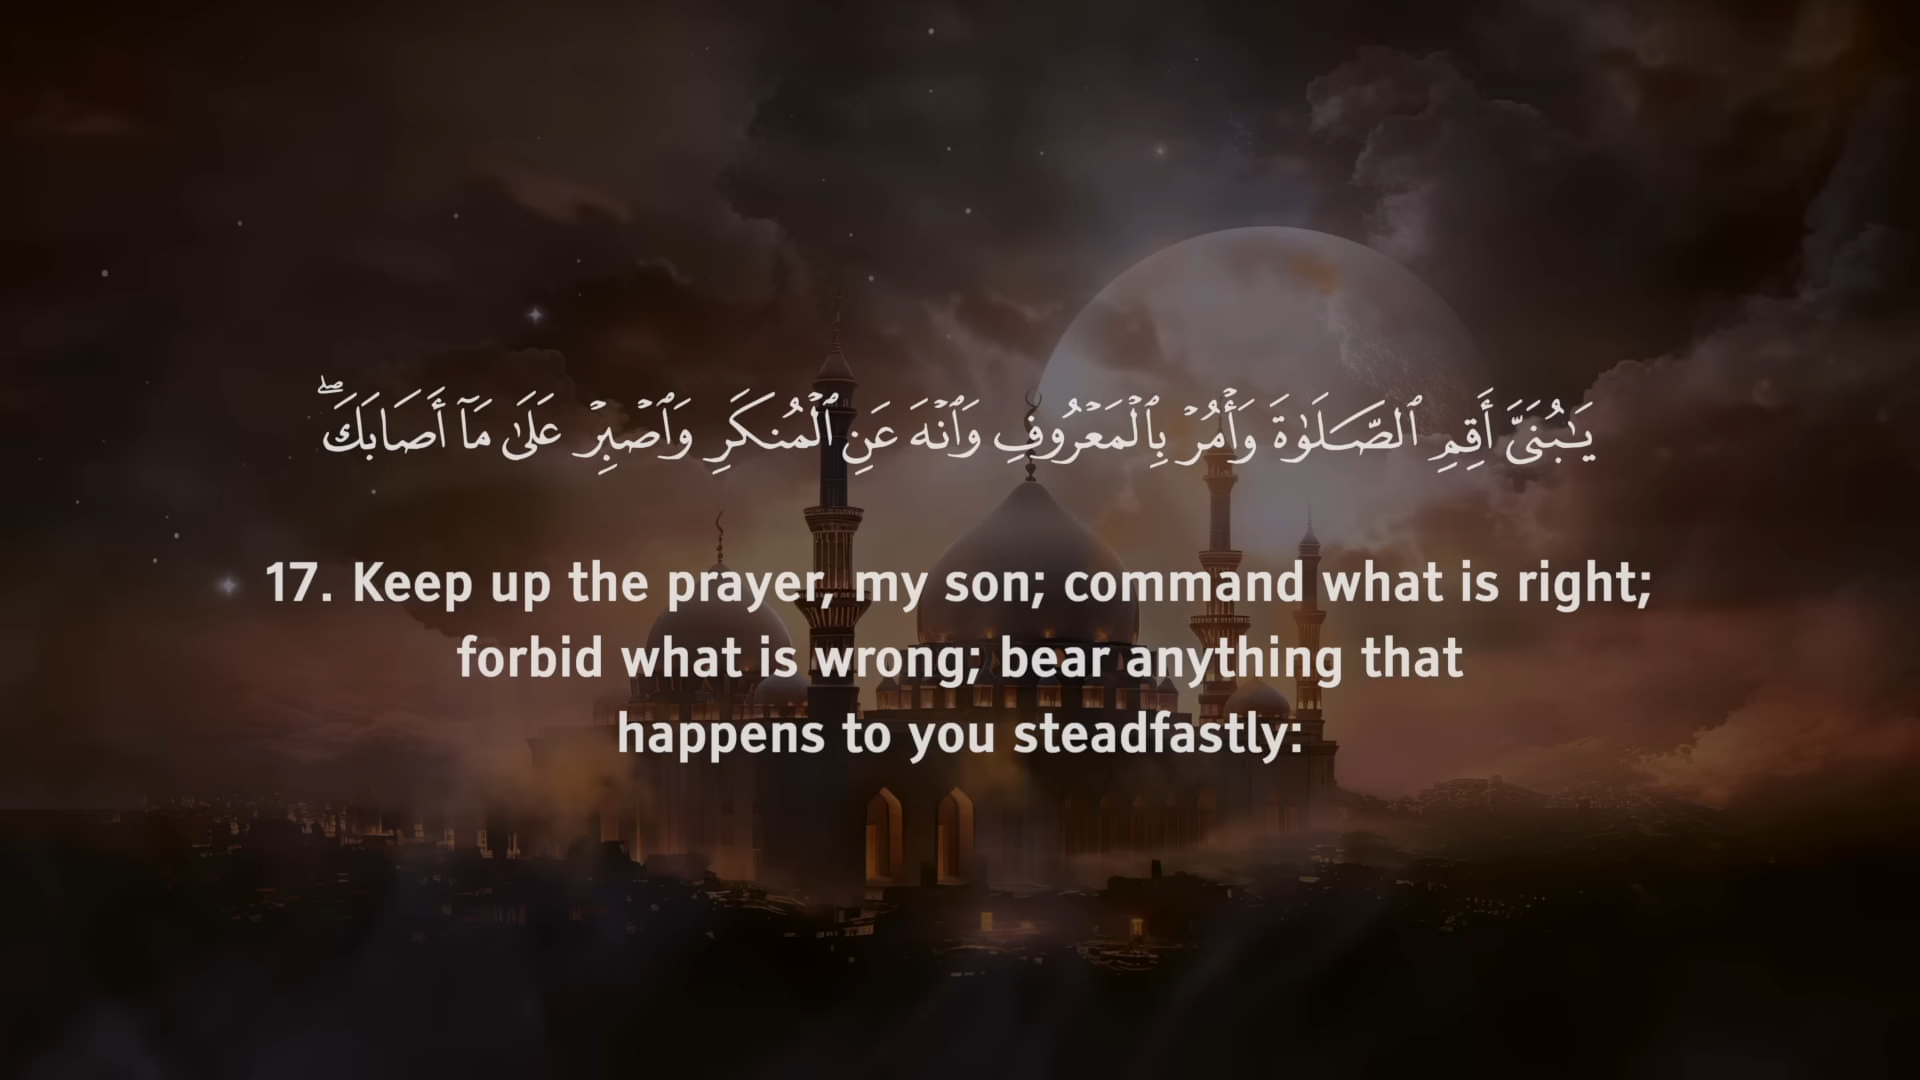 يَـٰبُنَىَّ أَقِمِ ٱلصَّلَوٰةَ وَأْمُرْ بِٱلْمَعْرُوفِ وَٱنْهَ عَنِ ٱلْمُنكَرِ وَٱصْبِرْ عَلَىٰ مَآ أَصَابَكَ ۖ
17. Keep up the prayer, my son; command what is right;
forbid what is wrong; bear anything that
happens to you steadfastly: